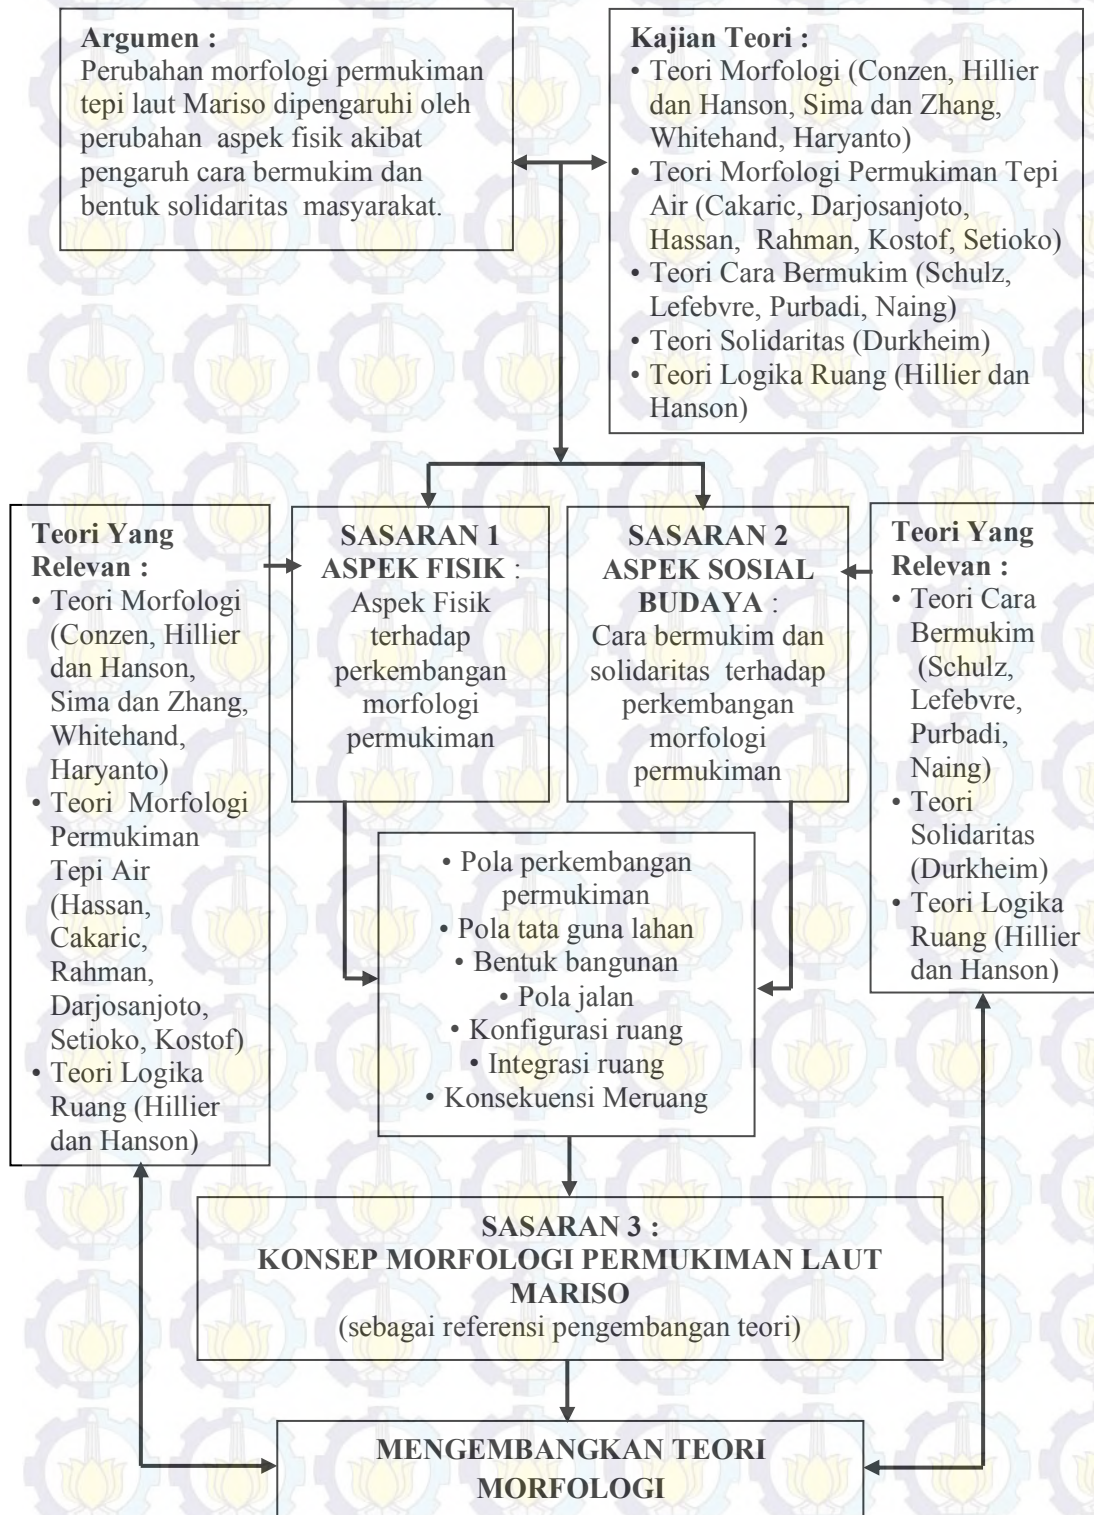 Argumen :
Perubahan morfologi permukiman
tepi laut Mariso dipengaruhi oleh
perubahan aspek fisik akibat
pengaruh cara bermukim dan
bentuk solidaritas masyarakat.
Kajian Teori :
• Teori Morfologi (Conzen, Hillier
dan Hanson, Sima dan Zhang,
Whitehand, Haryanto)
• Teori Morfologi Permukiman Tepi
Air (Cakaric, Darjosanjoto,
Hassan, Rahman, Kostof, Setioko)
• Teori Cara Bermukim (Schulz,
Lefebvre, Purbadi, Naing)
• Teori Solidaritas (Durkheim)
• Teori Logika Ruang (Hillier dan
Hanson)
Teori Yang
Relevan :
• Teori Morfologi
(Conzen, Hillier
dan Hanson,
Sima dan Zhang,
Whitehand,
Haryanto)
• Teori Morfologi
Permukiman
Tepi Air
(Hassan,
Cakaric,
Rahman,
Darjosanjoto,
Setioko, Kostof)
• Teori Logika
Ruang (Hillier
dan Hanson)
SASARAN 1
ASPEK FISIK :
Aspek Fisik
terhadap
perkembangan
morfologi
permukiman
SASARAN 2
ASPEK SOSIAL
BUDAYA :
Cara bermukim dan
solidaritas terhadap
perkembangan
morfologi
permukiman
Teori Yang
Relevan :
• Teori Cara
Bermukim
(Schulz,
Lefebvre,
Purbadi,
Naing)
• Teori
Solidaritas
(Durkheim)
• Teori Logika
Ruang (Hillier
dan Hanson)
• Pola perkembangan
permukiman
• Pola tata guna lahan
• Bentuk bangunan
• Pola jalan
• Konfigurasi ruang
• Integrasi ruang
• Konsekuensi Meruang
SASARAN 3 :
KONSEP MORFOLOGI PERMUKIMAN LAUT
MARISO
(sebagai referensi pengembangan teori)
MENGEMBANGKAN TEORI
MORFOLOGI